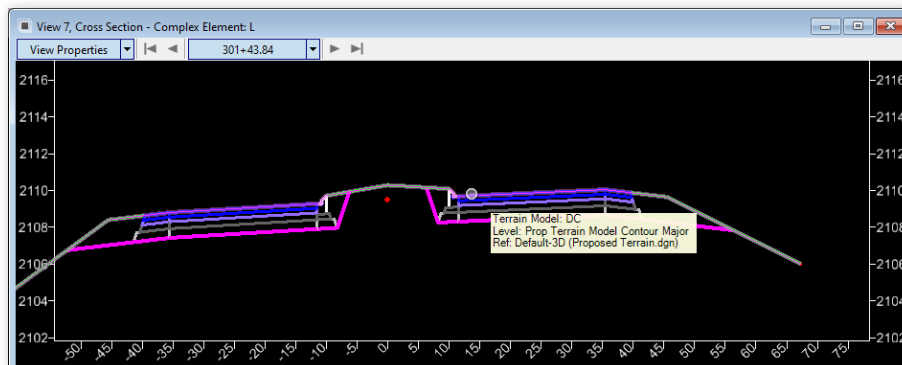 View 7, Cross Section - Complex Element: L
View Properties 301+43.84
2116 2116
2114 2114
2112 2112
2110 2110
2108 2108
2106 2106
2104 2104
2102 2102
Terrain Model: DC
Level: Prop Terrain Model Contour Major
Ref: Default-3D (Proposed Terrain.dgn)
-50 -45 -40 -35 -30 -25 -20 -15 -10 -5 0 5 10 15 20 25 30 35 40 45 50 55 60 65 70 75